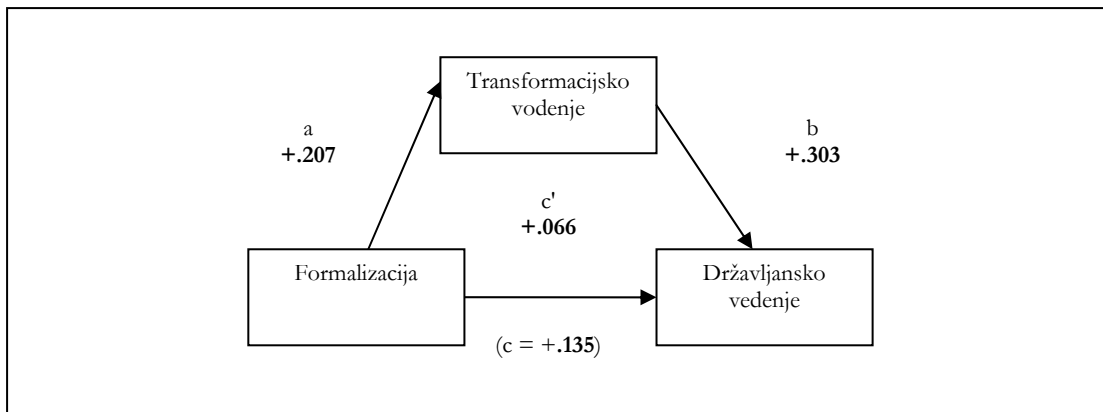 Transformacijsko
vodenje
a
+.207
b
+.303
c'
+.066
Formalizacija
Državljansko
vedenje
(c = +.135)